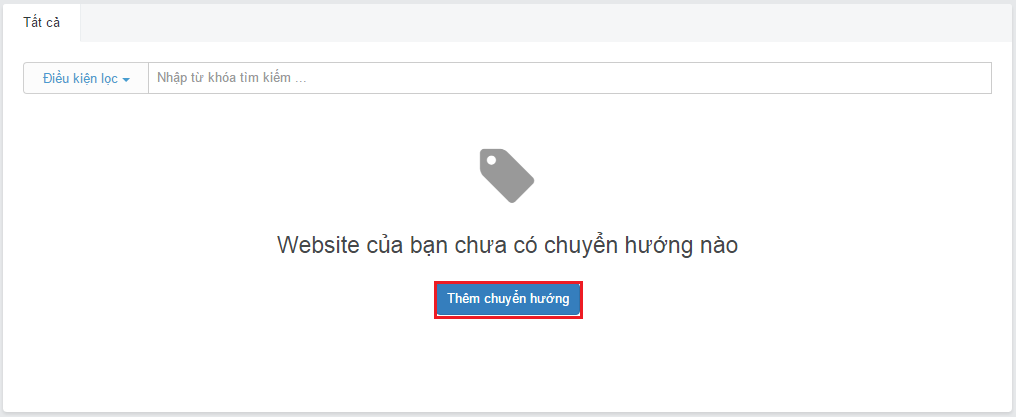 Tất cả
Điều kiện lọc
Nhập từ khóa tìm kiếm ...
Website của bạn chưa có chuyển hướng nào
Thêm chuyển hướng